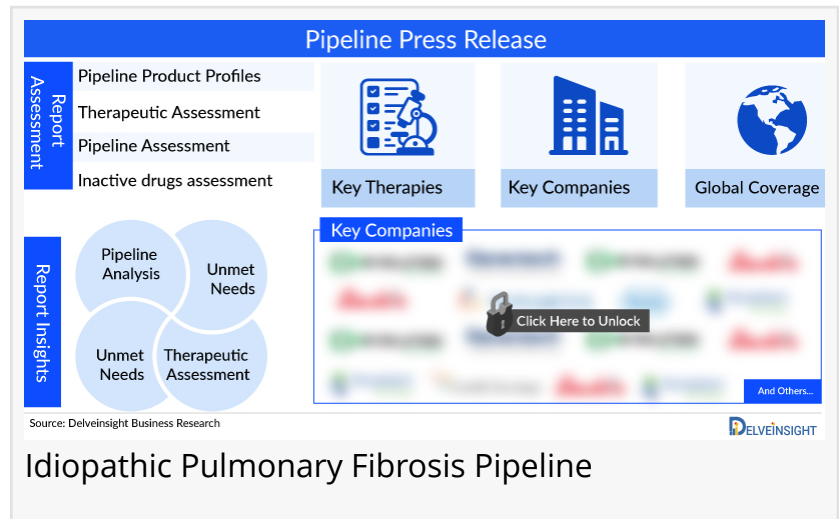 Pipeline Press Release
Report
Assessment
Pipeline Product Profiles
Therapeutic Assessment
Pipeline Assessment
Inactive drugs assessment
Key Therapies
Key Companies
Global Coverage
Report Insights
Pipeline
Analysis
Unmet
Needs
Unmet
Needs
Therapeutic
Assessment
Key Companies
Click Here to Unlock
And Others...
Source: Delveinsight Business Research
DELVEINSIGHT
Idiopathic Pulmonary Fibrosis Pipeline